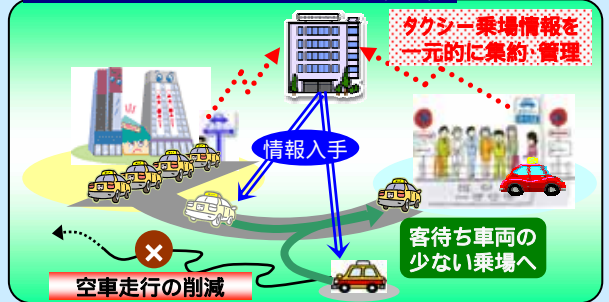 タクシー乗場情報を
一元的に集約・管理
情報入手
客待ち車両の
少ない乗場へ
空車走行の削減